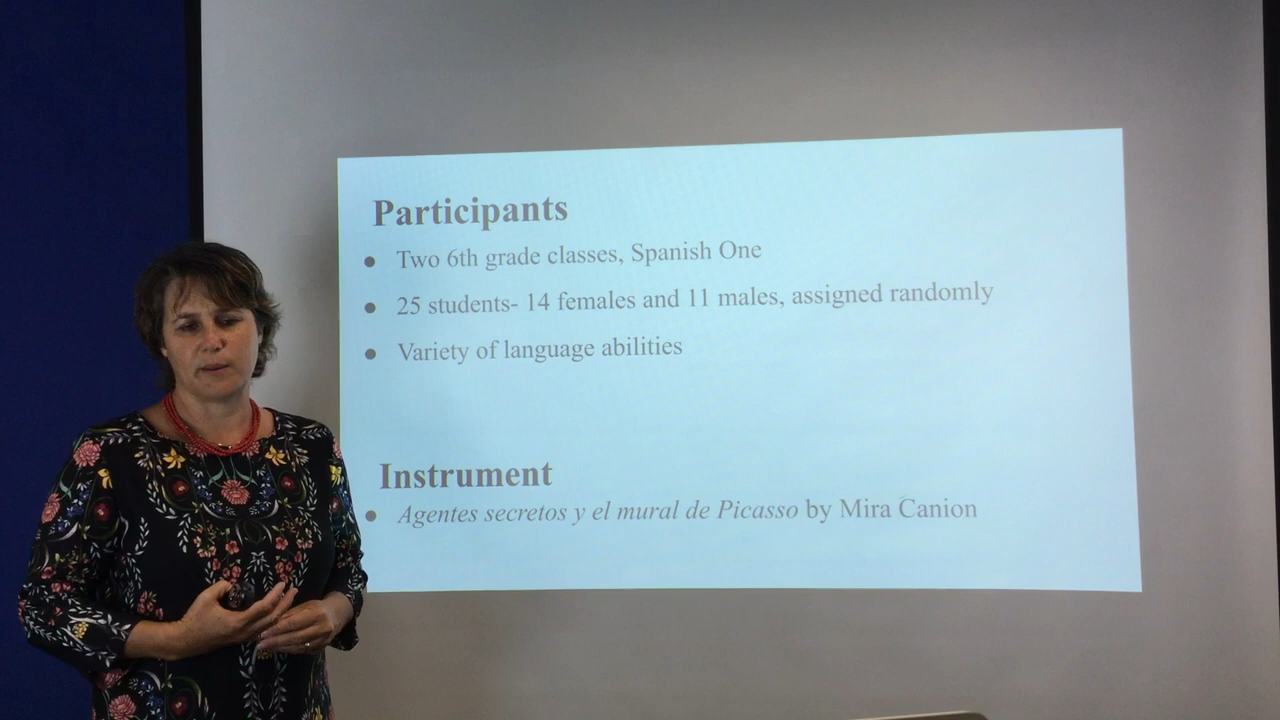 Participants
● Two 6th grade classes, Spanish One
● 25 students- 14 females and 11 males, assigned randomly
● Variety of language abilities
Instrument
● Agentes secretos y el mural de Picasso by Mira Canion